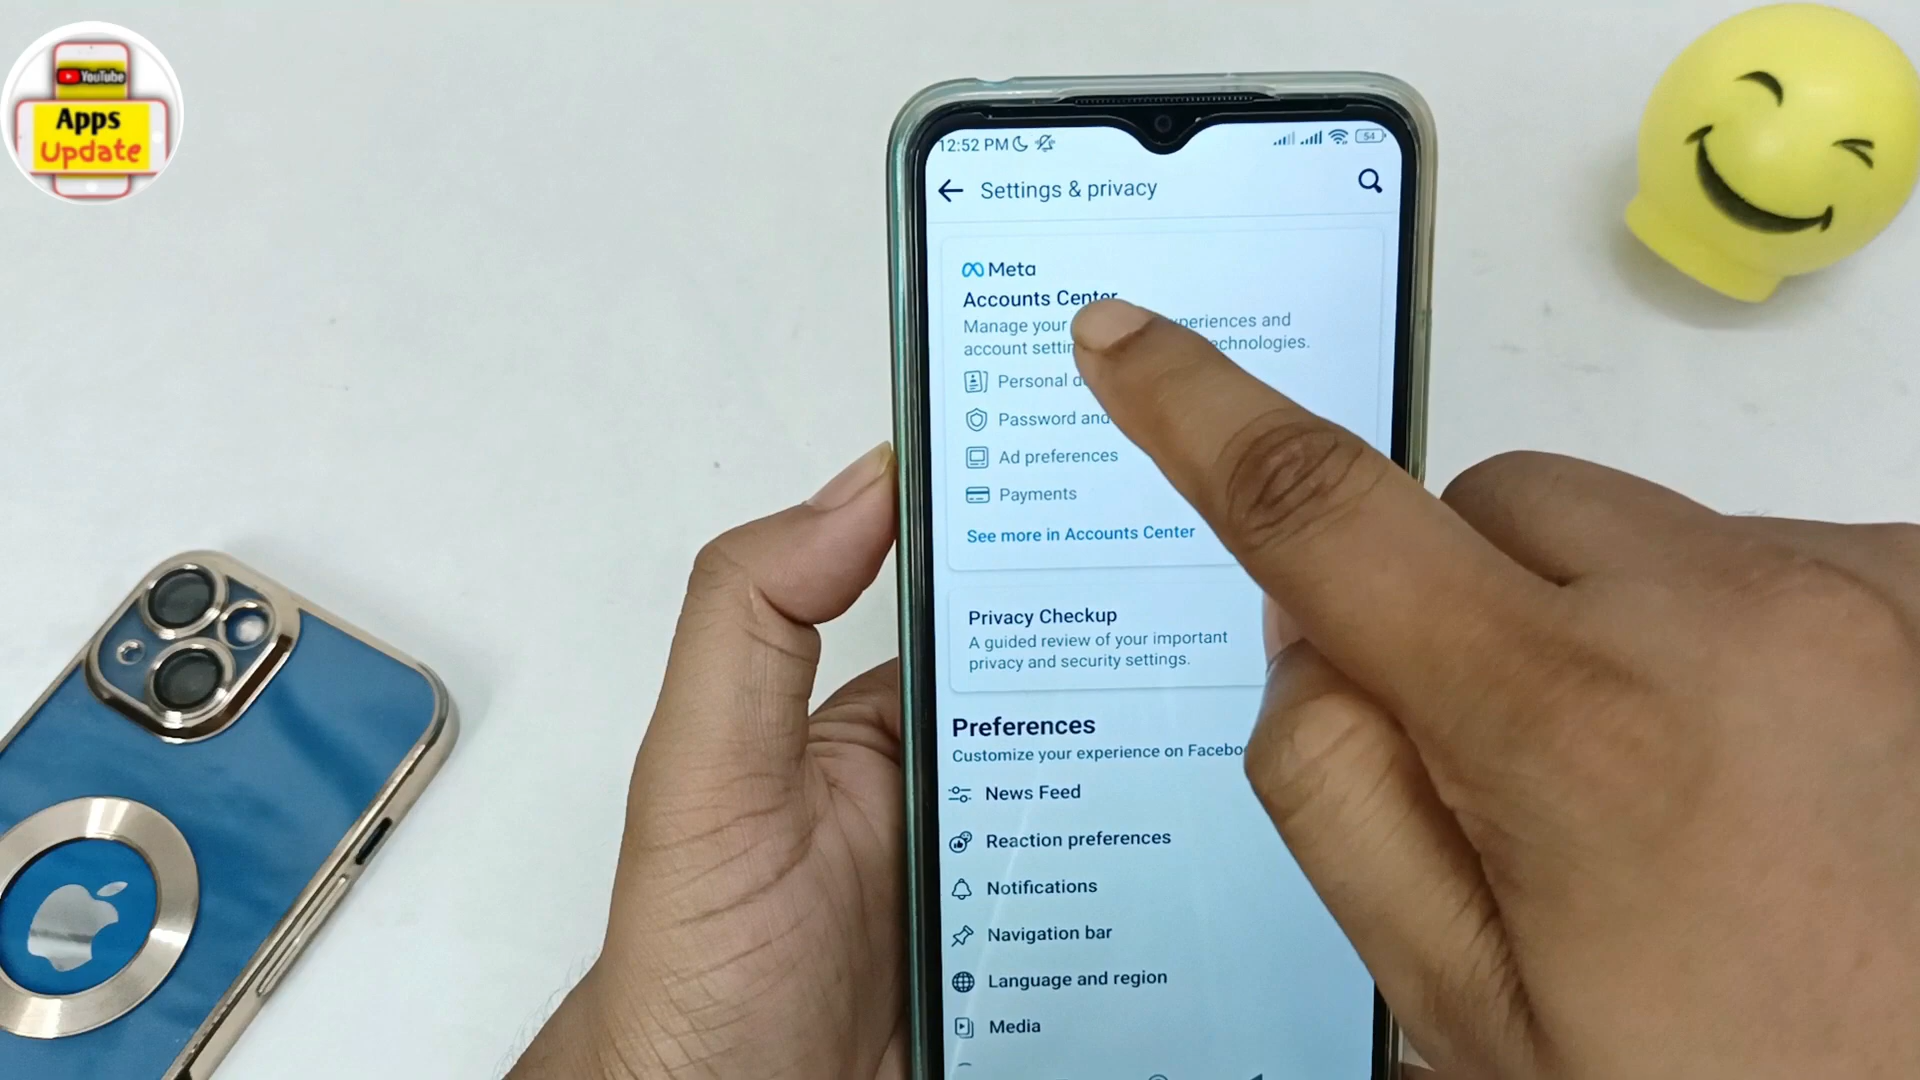 YouTube
Apps
Update
12:52 PM
54
Settings & privacy
Meta
Accounts Center
Manage your periences and
account settin echnologies.
Personal d
Password and
Ad preferences
Payments
See more in Accounts Center
Privacy Checkup
A guided review of your important
privacy and security settings.
Preferences
Customize your experience on Facebo
News Feed
Reaction preferences
Notifications
Navigation bar
Language and region
Media